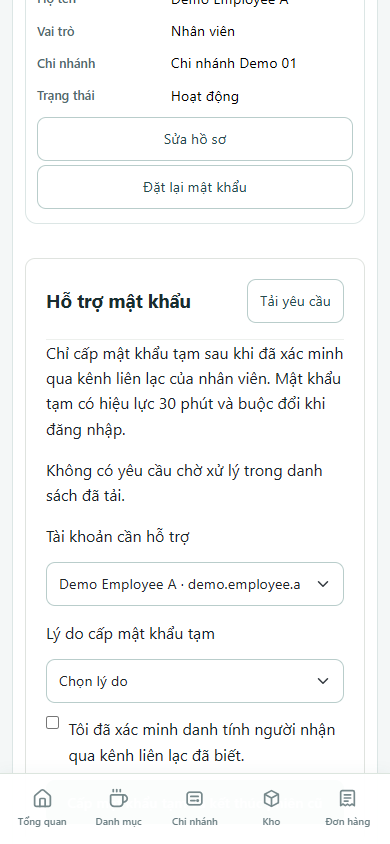 Họ tên
Demo Employee A
Vai trò
Nhân viên
Chi nhánh
Chi nhánh Demo 01
Trạng thái
Hoạt động
Sửa hồ sơ
Đặt lại mật khẩu
Hỗ trợ mật khẩu
Tải yêu cầu
Chỉ cấp mật khẩu tạm sau khi đã xác minh
qua kênh liên lạc của nhân viên. Mật khẩu
tạm có hiệu lực 30 phút và buộc đổi khi
đăng nhập.
Không có yêu cầu chờ xử lý trong danh
sách đã tải.
Tài khoản cần hỗ trợ
Demo Employee A · demo.employee.a
Lý do cấp mật khẩu tạm
Chọn lý do
Tôi đã xác minh danh tính người nhận
qua kênh liên lạc đã biết.
Tổng quan
Danh mục
Chi nhánh
Kho
Đơn hàng